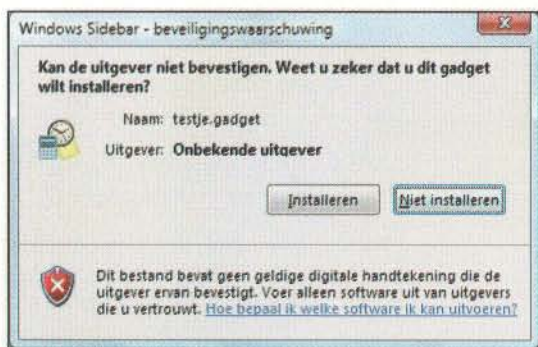 Windows Sidebar - beveiligingswaarschuwing
Kan de uitgever niet bevestigen. Weet u zeker dat u dit gadget
wilt installeren?
Naam: testje.gadget
Uitgever: Onbekende uitgever
Installeren
Niet installeren
Dit bestand bevat geen geldige digitale handtekening die de
uitgever ervan bevestigt. Voer alleen software uit van uitgevers
die u vertrouwt. Hoe bepaal ik welke software ik kan uitvoeren?